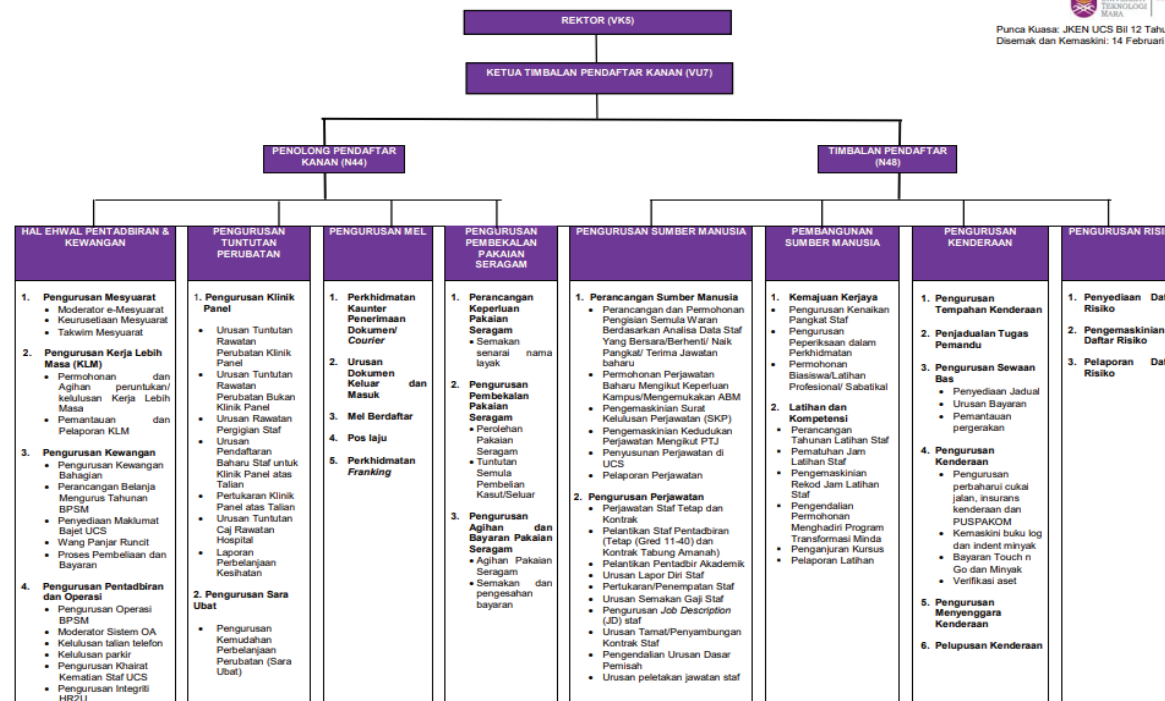 TEKNOLOGI
MARA
Punca Kuasa: JKEN UCS Bil 12
Disemak dan Kemaskini: 14 Februari
REKTOR (VK5)
KETUA TIMBALAN PENDAFTAR KANAN (VU7)
PENOLONG PENDAFTAR
KANAN (N44)
TIMBALAN PENDAFTAR
(N48)
HAL EHWAL PENTADBIRAN &
KEWANGAN
1. Pengurusan Mesyuarat
• Moderator e-Mesyuarat
• Keurusetiaan Mesyuarat
• Takwim Mesyuarat
2. Pengurusan Kerja Lebih
Masa (KLM)
• Permohonan dan
Agihan peruntukan/
kelulusan Kerja Lebih
Masa
• Pemantauan dan
Pelaporan KLM
3. Pengurusan Kewangan
• Pengurusan Kewangan
Bahagian
• Perancangan Belanja
Mengurus Tahunan
BPSM
• Penyediaan Maklumat
Bajet UCS
• Wang Panjar Runcit
• Proses Pembeliaan dan
Bayaran
4. Pengurusan Pentadbiran
dan Operasi
• Pengurusan Operasi
BPSM
• Moderator Sistem OA
• Kelulusan talian telefon
• Kelulusan parkir
• Pengurusan Khairat
Kematian Staf UCS
• Pengurusan Integriti
HR2U
PENGURUSAN
TUNTUTAN
PERUBATAN
1. Pengurusan Klinik
Panel
• Urusan Tuntutan
Rawatan
Perubatan Klinik
Panel
• Urusan Tuntutan
Rawatan
Perubatan Bukan
Klinik Panel
• Urusan Rawatan
Pergigian Staf
• Urusan
Pendaftaran
Baharu Staf untuk
Klinik Panel atas
Talian
• Pertukaran Klinik
Panel atas Talian
• Urusan Tuntutan
Caj Rawatan
Hospital
• Laporan
Perbelanjaan
Kesihatan
2. Pengurusan Sara
Ubat
• Pengurusan
Kemudahan
Perbelanjaan
Perubatan (Sara
Ubat)
PENGURUSAN MEL
1. Perkhidmatan
Kaunter
Penerimaan
Dokumen/
Courier
2. Urusan
Dokumen
Keluar dan
Masuk
3. Mel Berdaftar
4. Pos laju
5. Perkhidmatan
Franking
PENGURUSAN
PEMBEKALAN
PAKAIAN
SERAGAM
1. Perancangan
Keperluan
Pakaian
Seragam
• Semakan
senarai nama
layak
2. Pengurusan
Pembekalan
Pakaian
Seragam
• Perolehan
Pakaian
Seragam
• Tuntutan
Semula
Pembelian
Kasut/Seluar
3. Pengurusan
Agihan dan
Bayaran Pakaian
Seragam
• Agihan Pakaian
Seragam
• Semakan dan
pengesahan
bayaran
PENGURUSAN SUMBER MANUSIA
1. Perancangan Sumber Manusia
• Perancangan dan Permohonan
Pengisian Semula Waran
Berdasarkan Analisa Data Staf
Yang Bersara/Berhenti/ Naik
Pangkat/ Terima Jawatan
baharu
• Permohonan Perjawatan
Baharu Mengikut Keperluan
Kampus/Mengemukakan ABM
• Pengemaskinian Surat
Kelulusan Perjawatan (SKP)
• Pengemaskinian Kedudukan
Perjawatan Mengikut PTJ
• Penyusunan Perjawatan di
UCS
• Pelaporan Perjawatan
2. Pengurusan Perjawatan
• Perjawatan Staf Tetap dan
Kontrak
• Pelantikan Staf Pentadbiran
(Tetap (Gred 11-40) dan
Kontrak Tabung Amanah)
• Pelantikan Pentadbir Akademik
• Urusan Lapor Diri Staf
• Pertukaran/Penempatan Staf
• Urusan Semakan Gaji Staf
• Pengurusan Job Description
(JD) staf
• Urusan Tamat/Penyambungan
Kontrak Staf
• Pengendalian Urusan Dasar
Pemisah
• Urusan peletakan jawatan staf
PEMBANGUNAN
SUMBER MANUSIA
1. Kemajuan Kerjaya
• Pengurusan Kenaikan
Pangkat Staf
• Pengurusan
Peperiksaan dalam
Perkhidmatan
• Permohonan
Biasiswa/Latihan
Profesional/ Sabatikal
2. Latihan dan
Kompetensi
▪ Perancangan
Tahunan Latihan Staf
▪ Pematuhan Jam
Latihan Staf
▪ Pengemaskinian
Rekod Jam Latihan
Staf
▪ Pengendalian
Permohonan
Menghadiri Program
Transformasi Minda
▪ Penganjuran Kursus
▪ Pelaporan Latihan
PENGURUSAN
KENDERAAN
1. Pengurusan
Tempahan Kenderaan
2. Penjadualan Tugas
Pemandu
3. Pengurusan Sewaan
Bas
• Penyediaan Jadual
• Urusan Bayaran
• Pemantauan
pergerakan
4. Pengurusan
Kenderaan
• Pengurusan
perbaharui cukai
jalan, insurans
kenderaan dan
PUSPAKOM
• Kemaskini buku log
dan indent minyak
• Bayaran Touch n
Go dan Minyak
• Verifikasi aset
5. Pengurusan
Menyenggara
Kenderaan
6. Pelupusan Kenderaan
PENGURUSAN
1. Penyediaan
Risiko
2. Pengemaskinian
Daftar Risiko
3. Pelaporan
Risiko